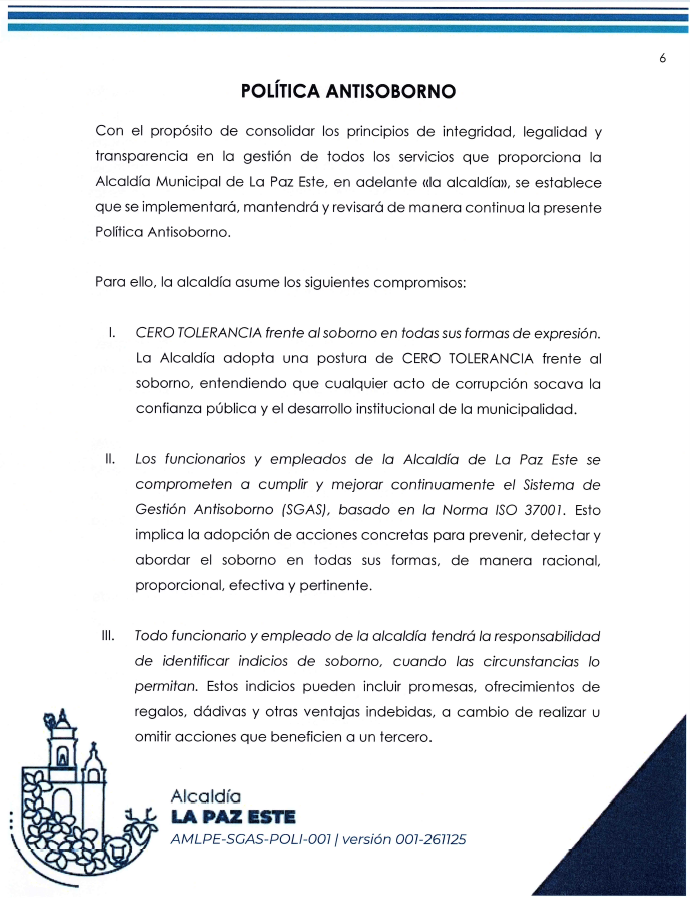 6
POLÍTICA ANTISOBORNO
Con el propósito de consolidar los principios de integridad, legalidad y
transparencia en la gestión de todos los servicios que proporciona la
Alcaldía Municipal de La Paz Este, en adelante «la alcaldía», se establece
que se implementará, mantendrá y revisará de manera continua la presente
Política Antisoborno.
Para ello, la alcaldía asume los siguientes compromisos:
I. CERO TOLERANCIA frente al soborno en todas sus formas de expresión.
La Alcaldía adopta una postura de CERO TOLERANCIA frente al
soborno, entendiendo que cualquier acto de corrupción socava la
confianza pública y el desarrollo institucional de la municipalidad.
II. Los funcionarios y empleados de la Alcaldía de La Paz Este se
comprometen a cumplir y mejorar continuamente el Sistema de
Gestión Antisoborno (SGAS), basado en la Norma ISO 37001. Esto
implica la adopción de acciones concretas para prevenir, detectar y
abordar el soborno en todas sus formas, de manera racional,
proporcional, efectiva y pertinente.
III. Todo funcionario y empleado de la alcaldía tendrá la responsabilidad
de identificar indicios de soborno, cuando las circunstancias lo
permitan. Estos indicios pueden incluir promesas, ofrecimientos de
regalos, dádivas y otras ventajas indebidas, a cambio de realizar u
omitir acciones que beneficien a un tercero.
Alcaldía
LA PAZ ESTE
AMLPE-SGAS-POLI-001 | versión 001-261125